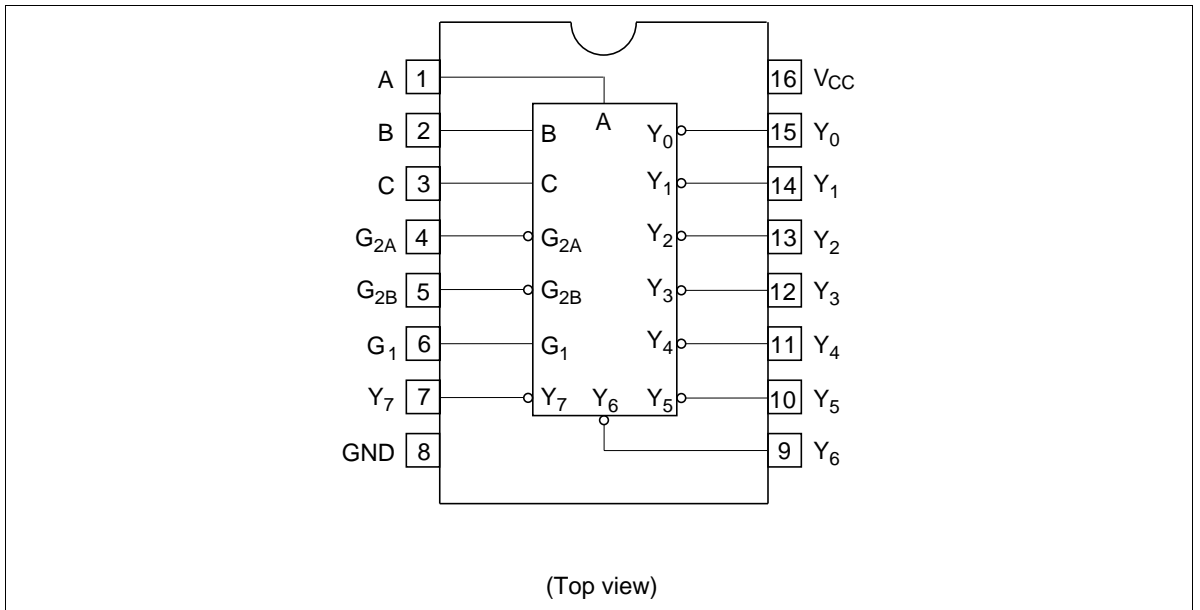 A 1 16 VCC
A
B 2 B Y0 15 Y0
C 3 C Y1 14 Y1
G2A 4 G2A Y2 13 Y2
G2B 5 G2B Y3 12 Y3
G1 6 G1 Y4 11 Y4
Y7 7 Y7 Y6 Y5 10 Y5
GND 8 9 Y6
(Top view)